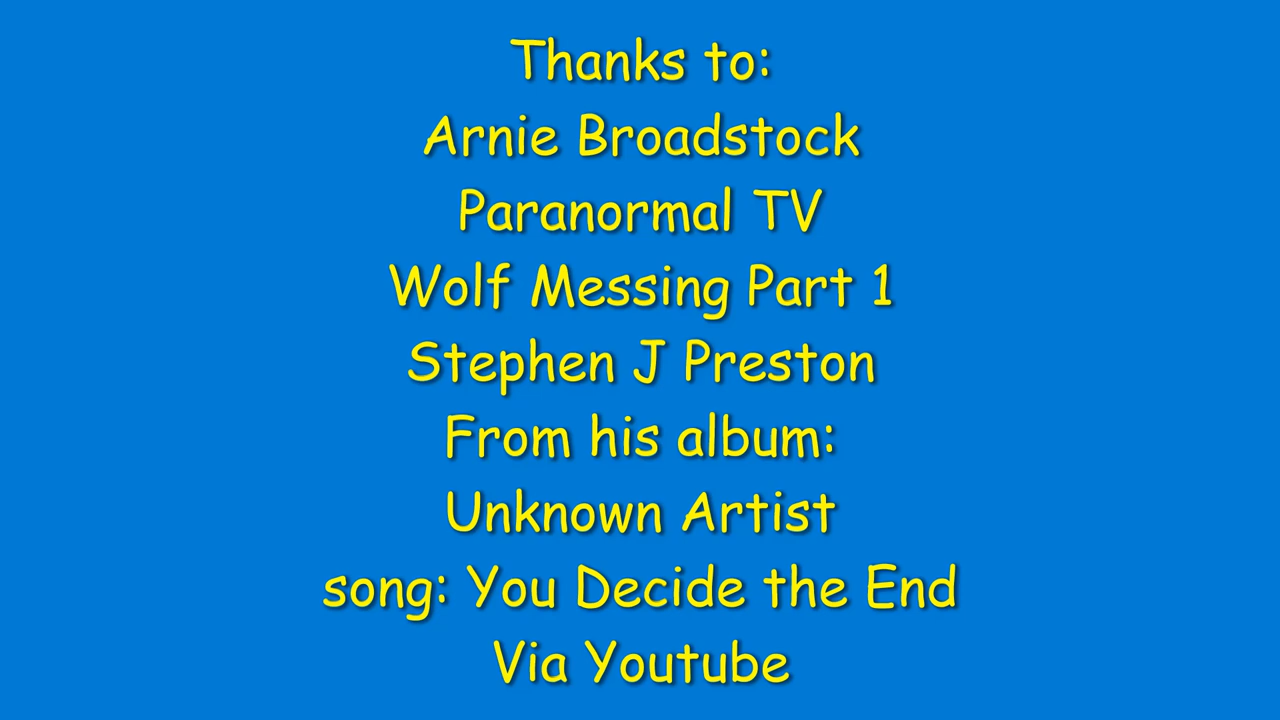 Thanks to:
Arnie Broadstock
Paranormal TV
Wolf Messing Part 1
Stephen J Preston
From his album:
Unknown Artist
song: You Decide the End
Via Youtube